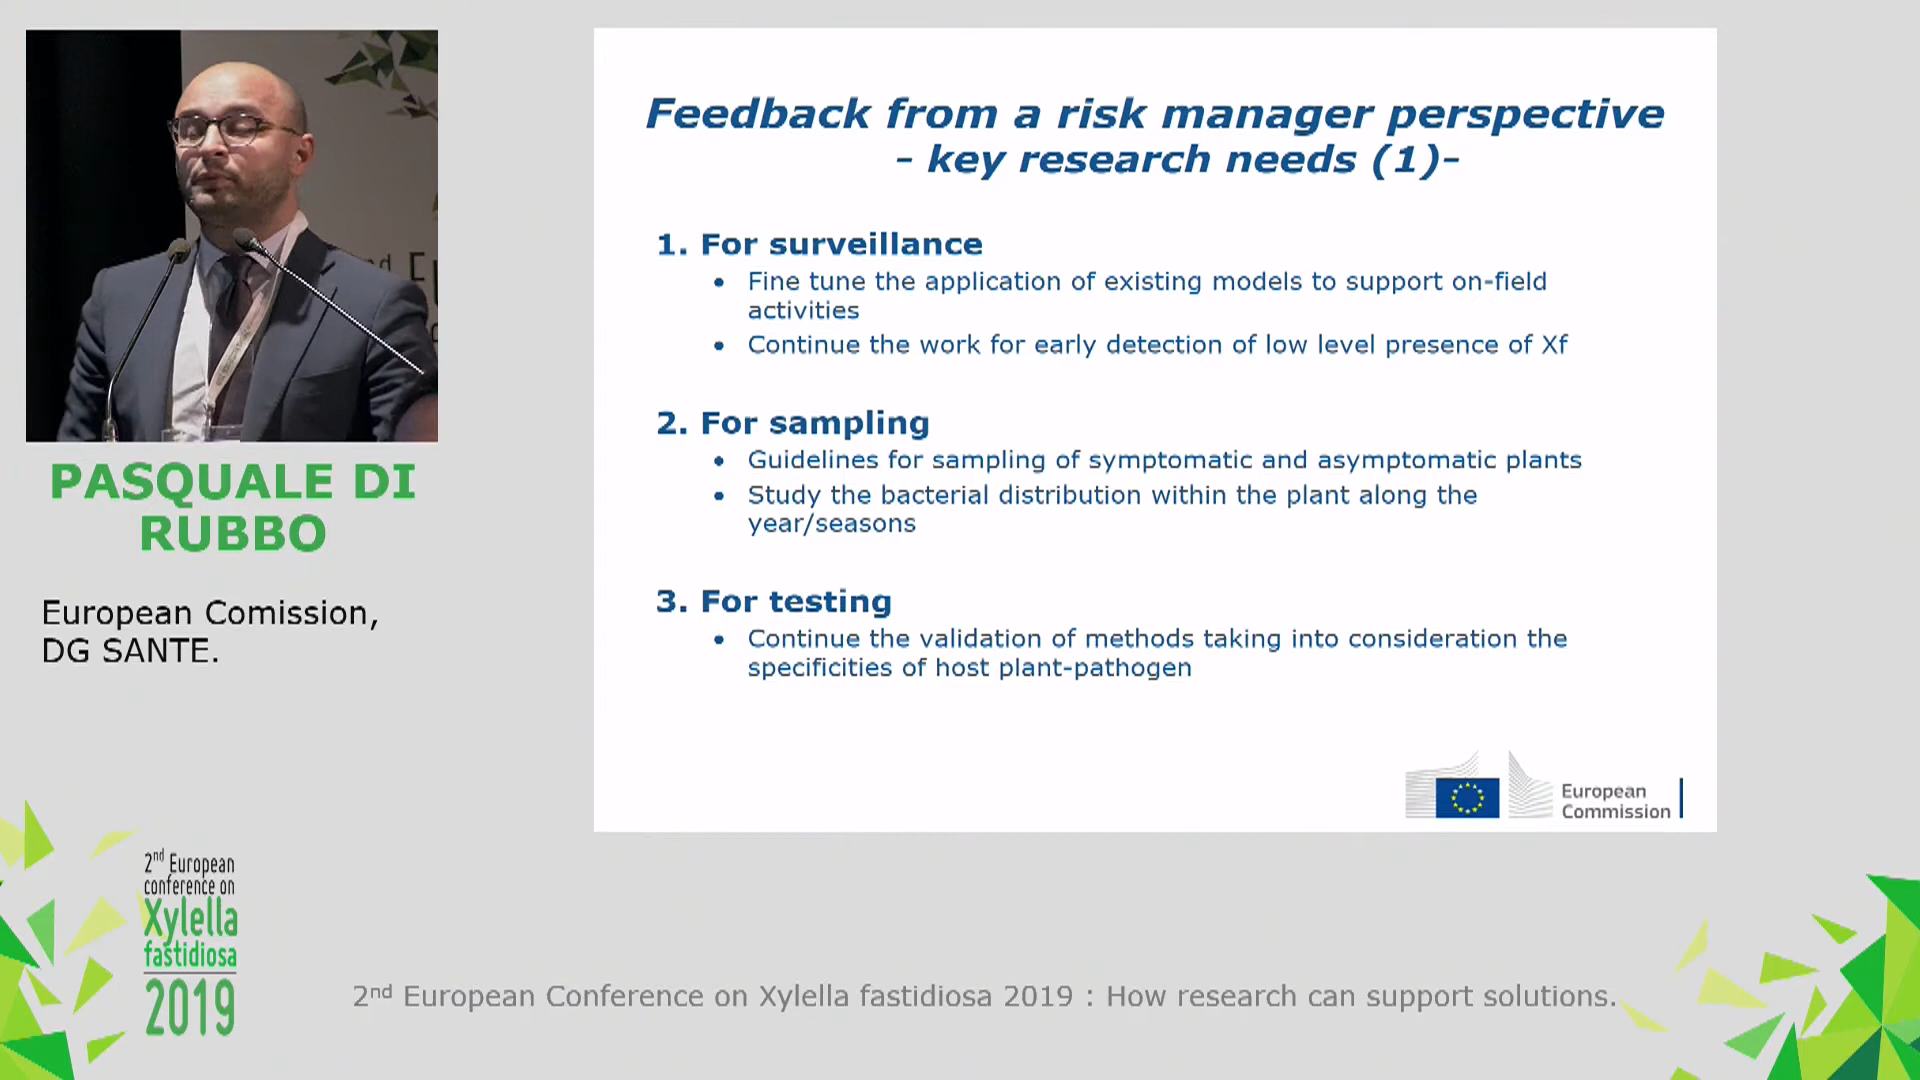 Feedback from a risk manager perspective
- key research needs (1)-
1. For surveillance
• Fine tune the application of existing models to support on-field
activities
• Continue the work for early detection of low level presence of Xf
2. For sampling
• Guidelines for sampling of symptomatic and asymptomatic plants
• Study the bacterial distribution within the plant along the
year/seasons
3. For testing
• Continue the validation of methods taking into consideration the
specificities of host plant-pathogen
European
Commission
PASQUALE DI
RUBBO
European Comission,
DG SANTE.
2nd European
conference on
Xylella
fastidiosa
2019
2nd European Conference on Xylella fastidiosa 2019 : How research can support solutions.